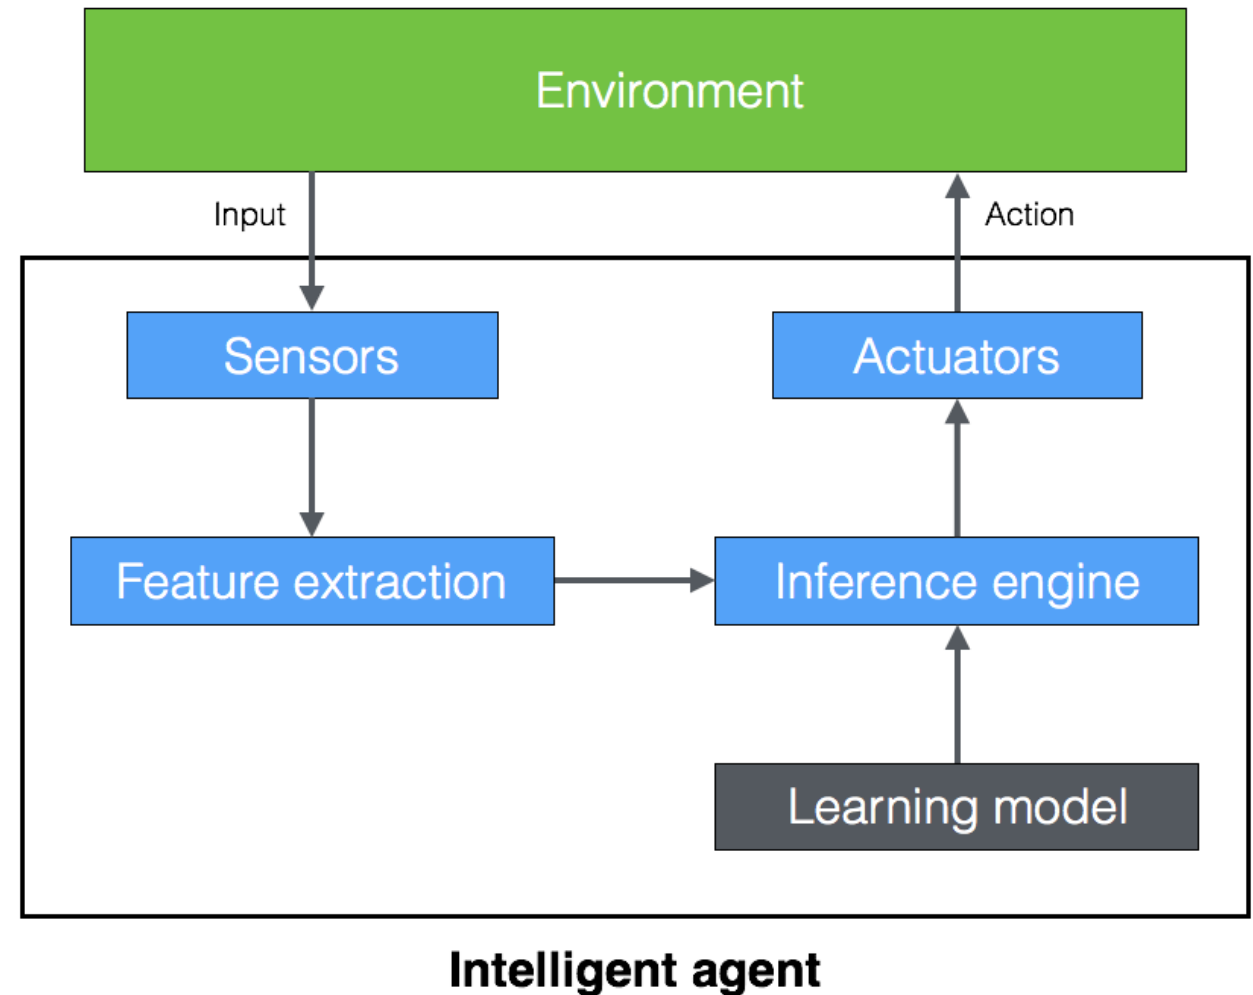 Environment
Input
Action
Sensors
Actuators
Feature extraction
Inference engine
Learning model
Intelligent agent